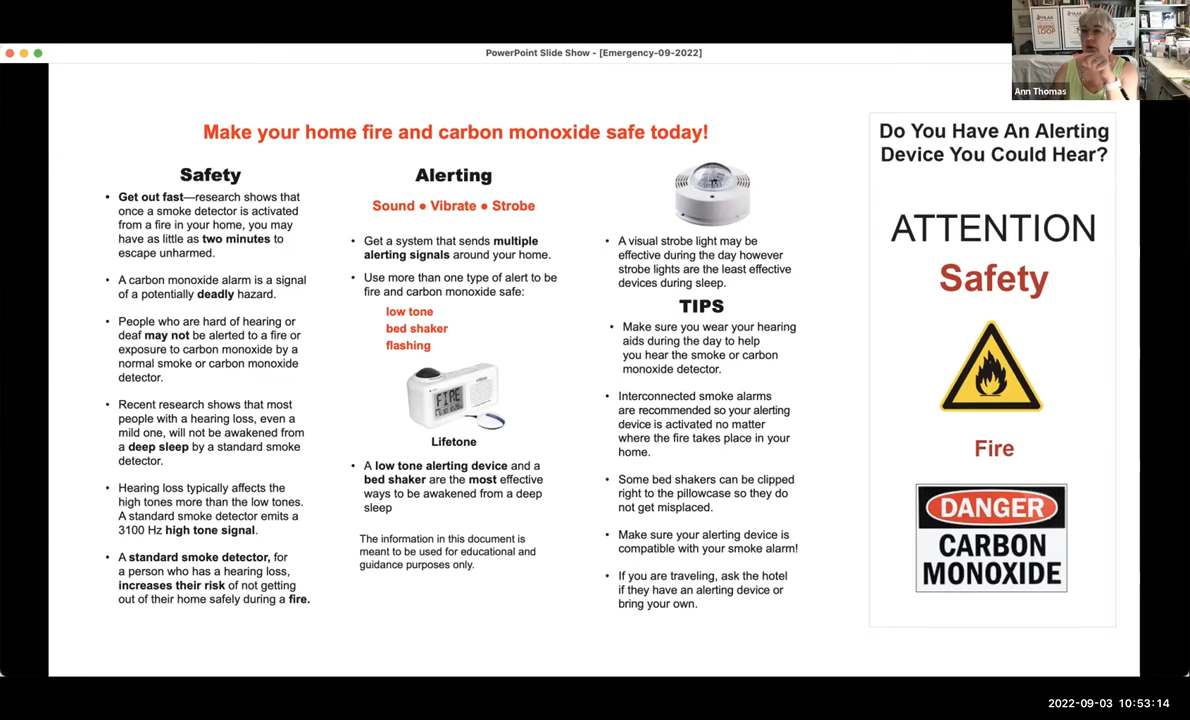 PowerPoint Slide Show - [Emergency-09-2022]
Ann Thomas
Make your home fire and carbon monoxide safe today!
Safety
• Get out fast—research shows that
once a smoke detector is activated
from a fire in your home, you may
have as little as two minutes to
escape unharmed.
• A carbon monoxide alarm is a signal
of a potentially deadly hazard.
• People who are hard of hearing or
deaf may not be alerted to a fire or
exposure to carbon monoxide by a
normal smoke or carbon monoxide
detector.
• Recent research shows that most
people with a hearing loss, even a
mild one, will not be awakened from
a deep sleep by a standard smoke
detector.
• Hearing loss typically affects the
high tones more than the low tones.
A standard smoke detector emits a
3100 Hz high tone signal.
• A standard smoke detector, for
a person who has a hearing loss,
increases their risk of not getting
out of their home safely during a fire.
Alerting
Sound ● Vibrate ● Strobe
• Get a system that sends multiple
alerting signals around your home.
• Use more than one type of alert to be
fire and carbon monoxide safe:
low tone
bed shaker
flashing
FIRE
Lifetone
• A low tone alerting device and a
bed shaker are the most effective
ways to be awakened from a deep
sleep
The information in this document is
meant to be used for educational and
guidance purposes only.
• A visual strobe light may be
effective during the day however
strobe lights are the least effective
devices during sleep.
TIPS
• Make sure you wear your hearing
aids during the day to help
you hear the smoke or carbon
monoxide detector.
• Interconnected smoke alarms
are recommended so your alerting
device is activated no matter
where the fire takes place in your
home.
• Some bed shakers can be clipped
right to the pillowcase so they do
not get misplaced.
• Make sure your alerting device is
compatible with your smoke alarm!
• If you are traveling, ask the hotel
if they have an alerting device or
bring your own.
Do You Have An Alerting
Device You Could Hear?
ATTENTION
Safety
Fire
DANGER
CARBON
MONOXIDE
2022-09-03 10:53:14